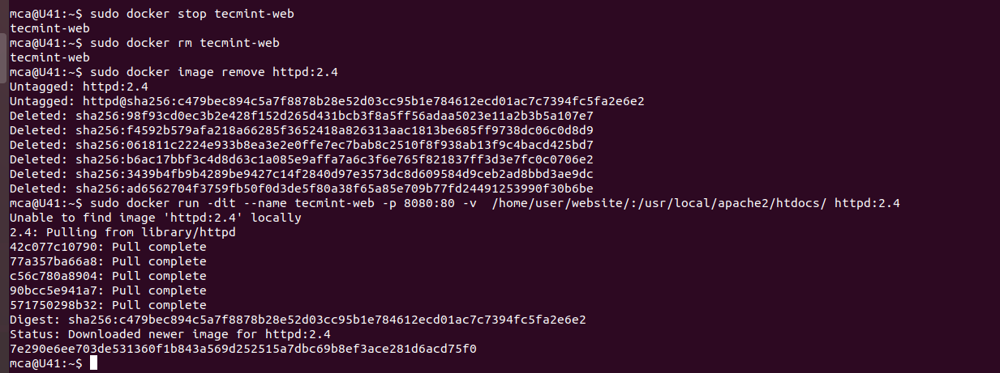 mca@U41:~$ sudo docker stop tecmint-web
tecmint-web
mca@U41:~$ sudo docker rm tecmint-web
tecmint-web
mca@U41:~$ sudo docker image remove httpd:2.4
Untagged: httpd:2.4
Untagged: httpd@sha256:c479bec894c5a7f8878b28e52d03cc95b1e784612ecd01ac7c7394fc5fa2e6e2
Deleted: sha256:98f93cd0ec3b2e428f152d265d431bcb3f8a5ff56adaa5023e11a2b3b5a107e7
Deleted: sha256:f4592b579afa218a66285f3652418a826313aac1813be685ff9738dc06c0d8d9
Deleted: sha256:061811c2224e933b8ea3e2e0ffe7ec7bab8c2510f8f938ab13f9c4bacd425bd7
Deleted: sha256:b6ac17bbf3c4d8d63c1a085e9affa7a6c3f6e765f821837ff3d3e7fc0c0706e2
Deleted: sha256:3439b4fb9b4289be9427c14f2840d97e3573dc8d609584d9ceb2ad8bbd3ae9dc
Deleted: sha256:ad6562704f3759fb50f0d3de5f80a38f65a85e709b77fd24491253990f30b6be
mca@U41:~$ sudo docker run -dit --name tecmint-web -p 8080:80 -v  /home/user/website/:/usr/local/apache2/htdocs/ httpd:2.4
Unable to find image 'httpd:2.4' locally
2.4: Pulling from library/httpd
42c077c10790: Pull complete
77a357ba66a8: Pull complete
c56c780a8904: Pull complete
90bcc5e941a7: Pull complete
571750298b32: Pull complete
Digest: sha256:c479bec894c5a7f8878b28e52d03cc95b1e784612ecd01ac7c7394fc5fa2e6e2
Status: Downloaded newer image for httpd:2.4
7e290e6ee703de531360f1b843a569d252515a7dbc69b8ef3ace281d6acd75f0
mca@U41:~$